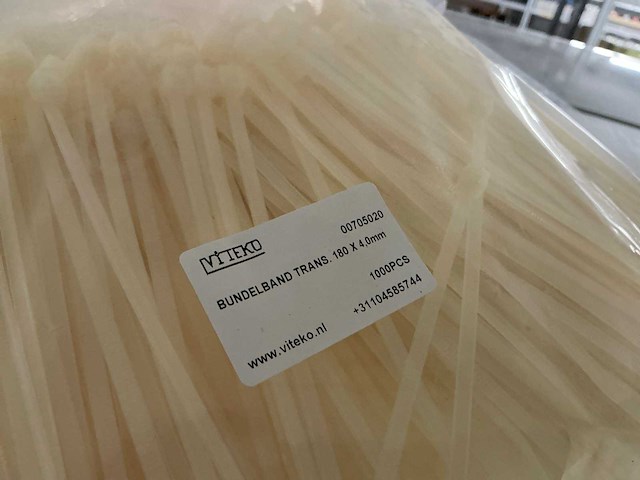 VITEKO 00705020
BUNDELBAND TRANS. 180 X 4,0mm
1000PCS
www.viteko.nl +31104585744